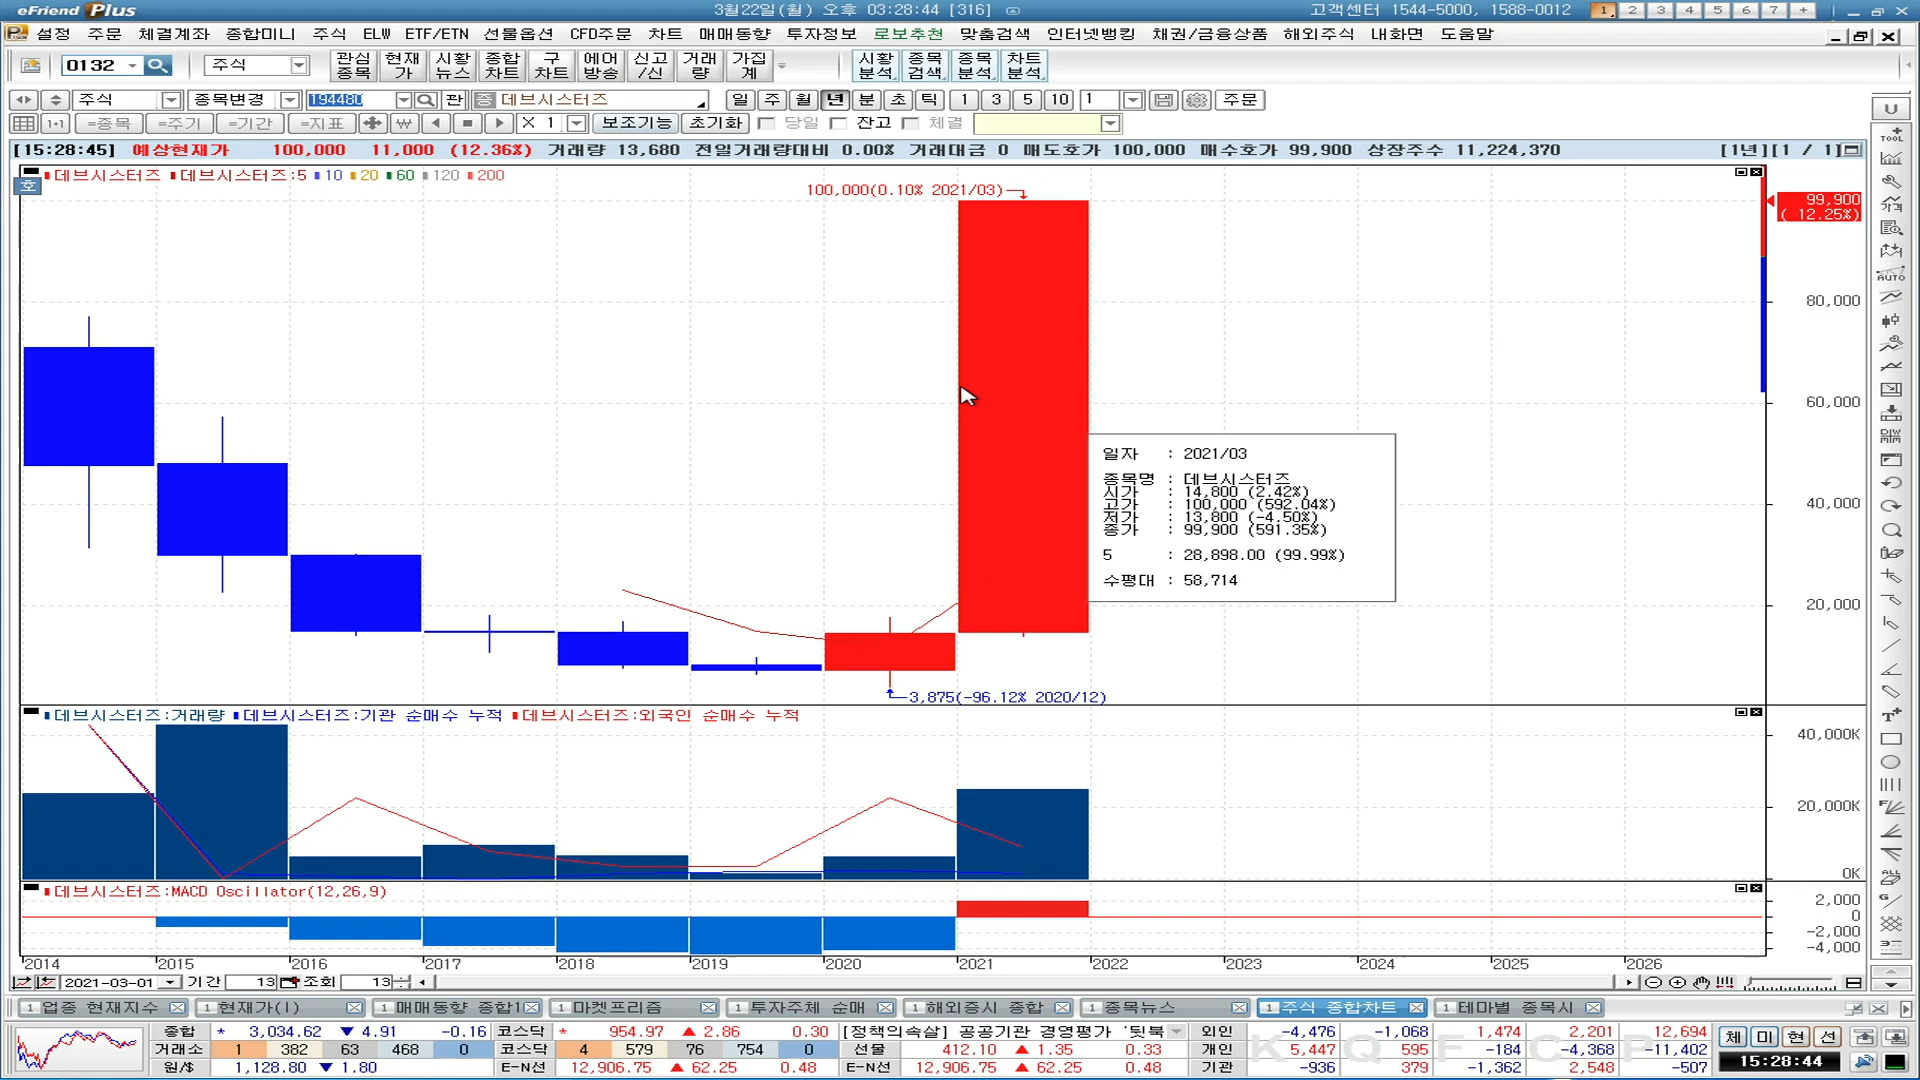 eFriend Plus 3월22일(월) 오후 03:28:44 [316] 고객센터 1544-5000, 1588-0012 1 2 3 4 5 6 7 +
설정 주문 체결계좌 종합미니 주식 ELW ETF/ETN 선물옵션 CFD주문 차트 매매동향 투자정보 로보추천 맞춤검색 인터넷뱅킹 채권/금융상품 해외주식 내화면 도움말
0132 주식 관심종목 현재가 시황뉴스 종합차트 구차트 에어방송 신고/신 거래량 가집계 시황분석 종목검색 종목분석 차트분석
주식 종목변경 194480 관 증 데브시스터즈 일 주 월 년 분 초 틱 1 3 5 10 1 주문
1+1 =종목 =주기 =기간 =지표 ₩ X 1 보조기능 초기화 당일 잔고 체결
[15:28:45] 예상현재가 100,000 11,000 (12.36%) 거래량 13,680 전일거래량대비 0.00% 거래대금 0 매도호가 100,000 매수호가 99,900 상장주수 11,224,370 [1년][1 / 1]
호 데브시스터즈 데브시스터즈:5 10 20 60 120 200
100,000(0.10% 2021/03)
99,900
( 12.25%)
80,000
60,000
40,000
20,000
일자 : 2021/03
종목명 : 데브시스터즈
시가 : 14,800 (2.42%)
고가 : 100,000 (592.04%)
저가 : 13,800 (-4.50%)
종가 : 99,900 (591.35%)
5 : 28,898.00 (99.99%)
수평대 : 58,714
3,875(-96.12% 2020/12)
데브시스터즈:거래량 데브시스터즈:기관 순매수 누적 데브시스터즈:외국인 순매수 누적
40,000K
20,000K
0K
데브시스터즈:MACD Oscillator(12,26,9)
2,000
0
-2,000
-4,000
2014 2015 2016 2017 2018 2019 2020 2021 2022 2023 2024 2025 2026
2021-03-01 기간 13 조회 13
U
TOOL
가격
AUTO
T+
ALL
1 업종 현재지수 1 현재가(I) 1 매매동향 종합1 1 마켓프리즘 1 투자주체 순매 1 해외증시 종합 1 종목뉴스 1 주식 종합차트 1 테마별 종목시
종합 * 3,034.62 ▼ 4.91 -0.16 코스닥 * 954.97 ▲ 2.86 0.30 [정책의속살] 공공기관 경영평가 '뒷북 외인 -4,476 -1,068 1,474 2,201 12,694 체 미 현 선
거래소 1 382 63 468 0 코스닥 4 579 76 754 0 선물 412.10 ▲ 1.35 0.33 개인 5,447 595 -184 -4,368 -11,402
원/$ 1,128.80 ▼ 1.80 E-N선 12,906.75 ▲ 62.25 0.48 E-N선 12,906.75 ▲ 62.25 0.48 기관 -936 379 -1,362 2,548 -507
K Q F C P
15:28:44